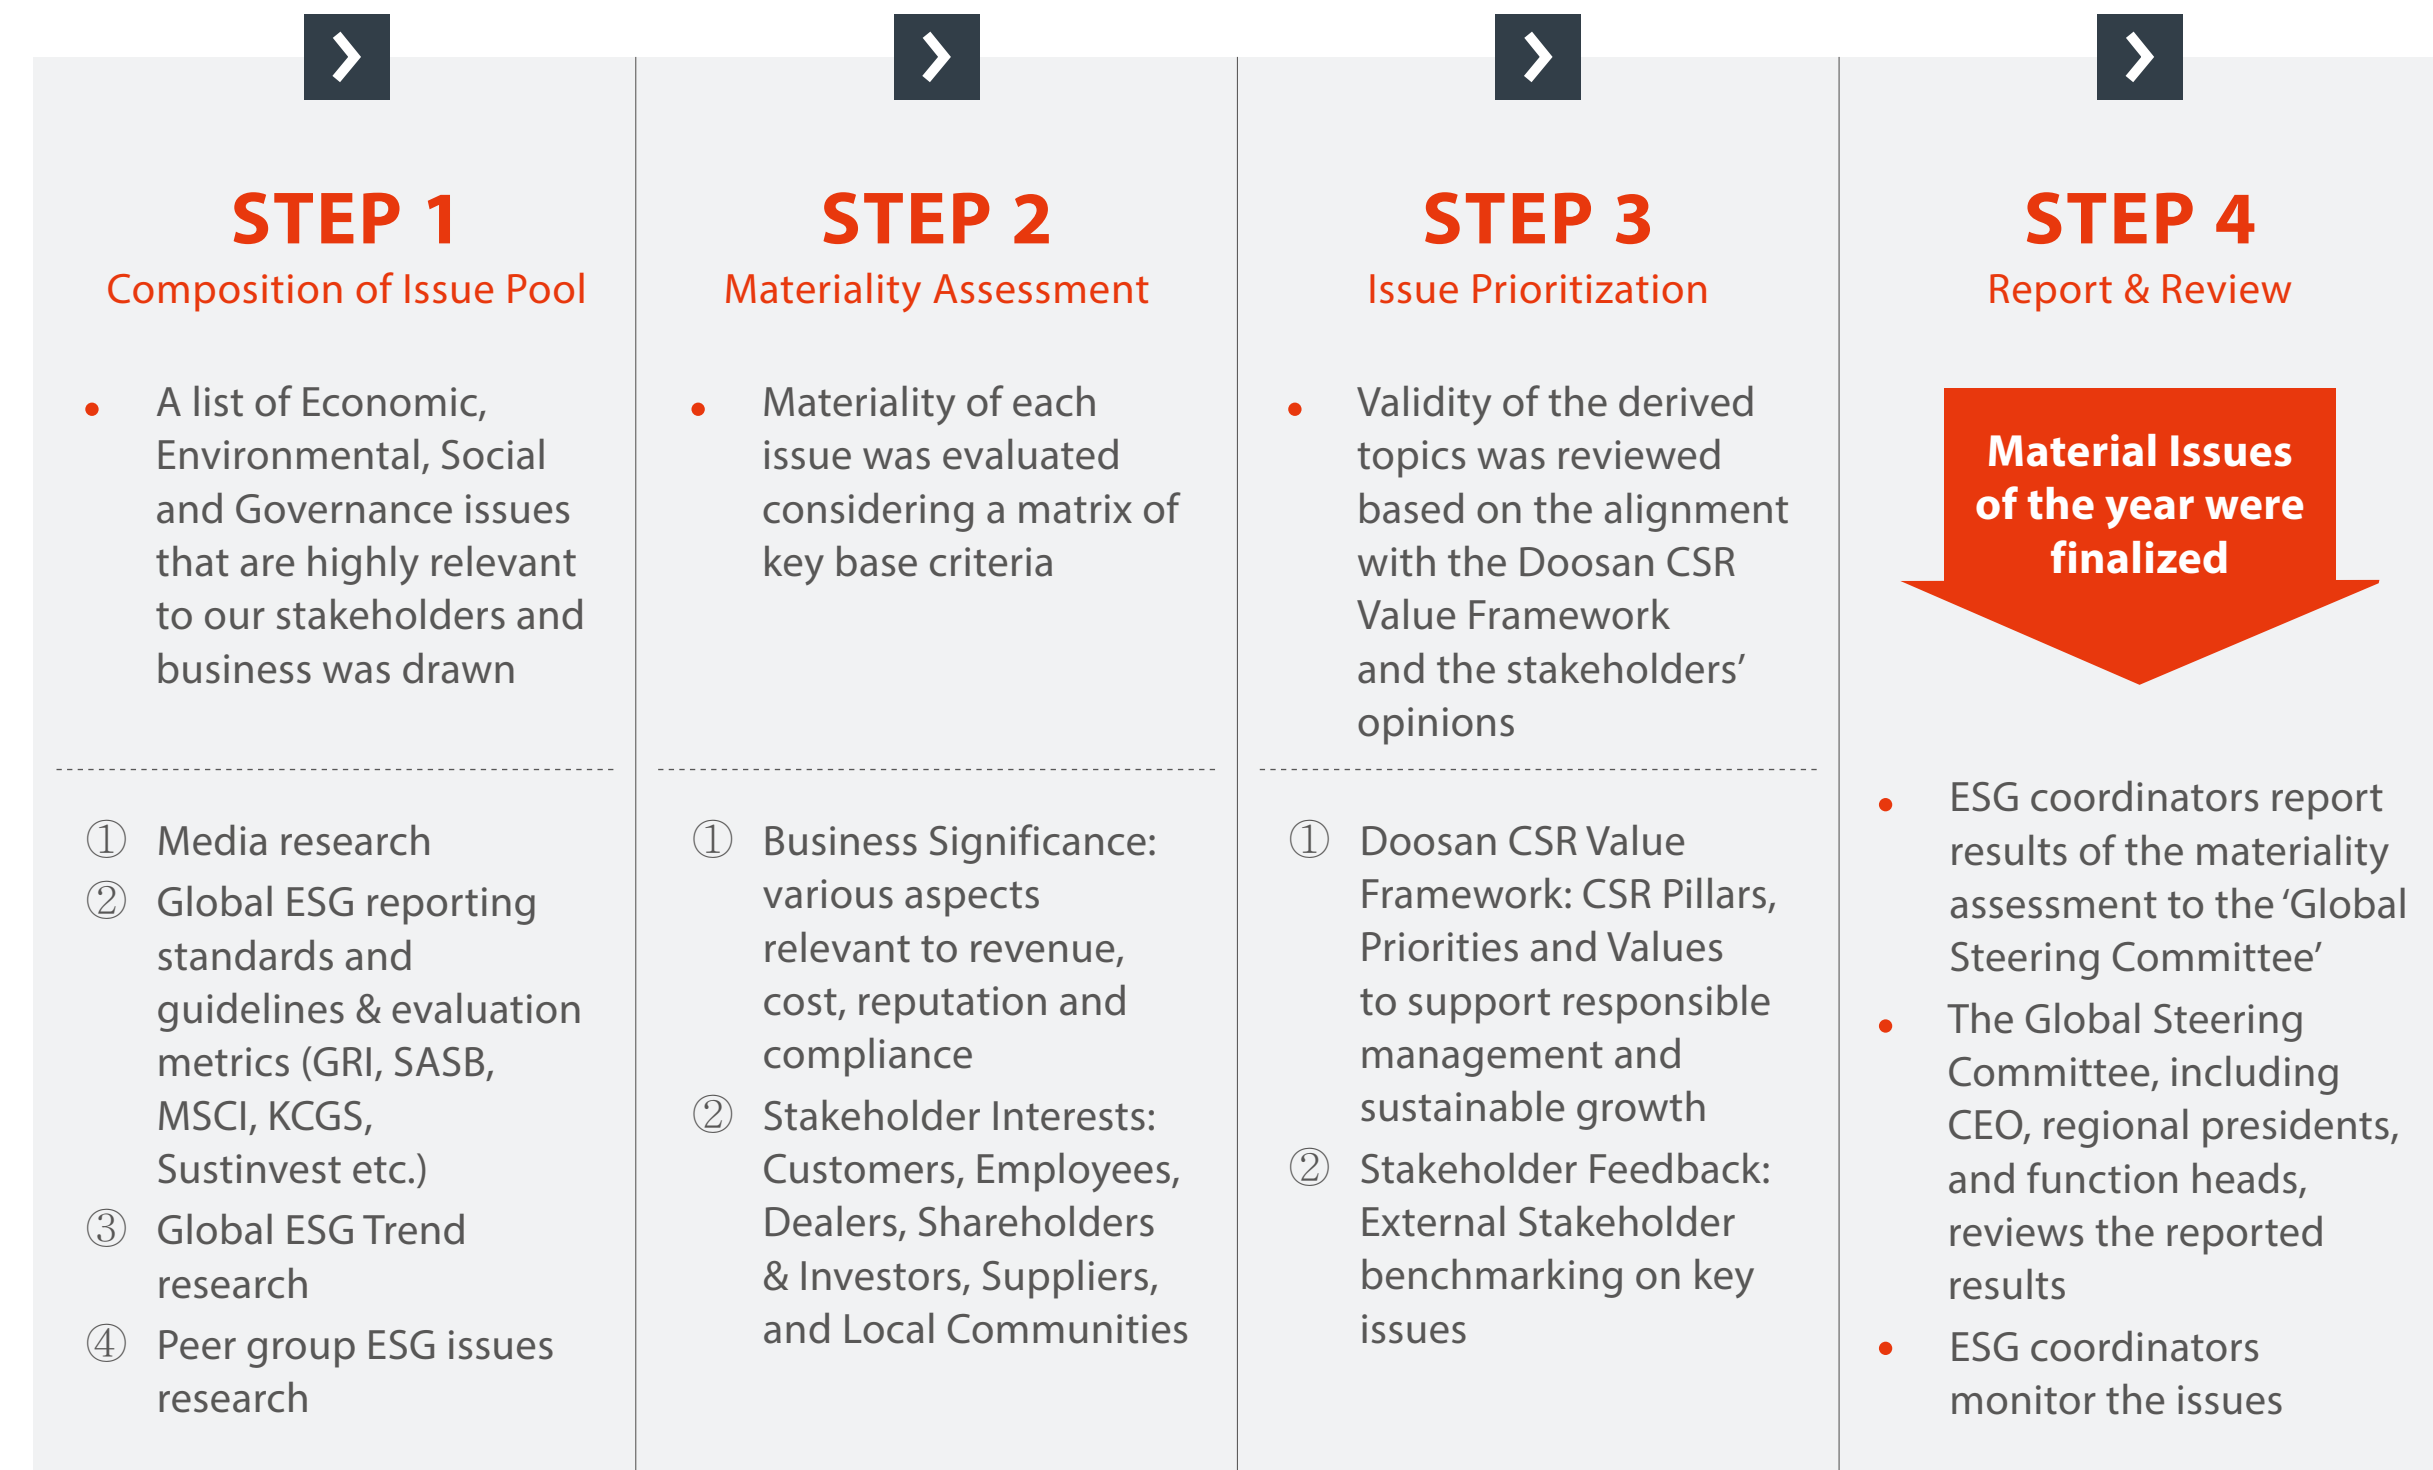 STEP 1
Composition of Issue Pool
• A list of Economic,
Environmental, Social
and Governance issues
that are highly relevant
to our stakeholders and
business was drawn
① Media research
② Global ESG reporting
standards and
guidelines & evaluation
metrics (GRI, SASB,
MSCI, KCGS,
Sustinvest etc.)
③ Global ESG Trend
research
④ Peer group ESG issues
research
STEP 2
Materiality Assessment
• Materiality of each
issue was evaluated
considering a matrix of
key base criteria
① Business Significance:
various aspects
relevant to revenue,
cost, reputation and
compliance
② Stakeholder Interests:
Customers, Employees,
Dealers, Shareholders
& Investors, Suppliers,
and Local Communities
STEP 3
Issue Prioritization
• Validity of the derived
topics was reviewed
based on the alignment
with the Doosan CSR
Value Framework
and the stakeholders’
opinions
① Doosan CSR Value
Framework: CSR Pillars,
Priorities and Values
to support responsible
management and
sustainable growth
② Stakeholder Feedback:
External Stakeholder
benchmarking on key
issues
STEP 4
Report & Review
Material Issues
of the year were
finalized
• ESG coordinators report
results of the materiality
assessment to the ‘Global
Steering Committee’
• The Global Steering
Committee, including
CEO, regional presidents,
and function heads,
reviews the reported
results
• ESG coordinators
monitor the issues